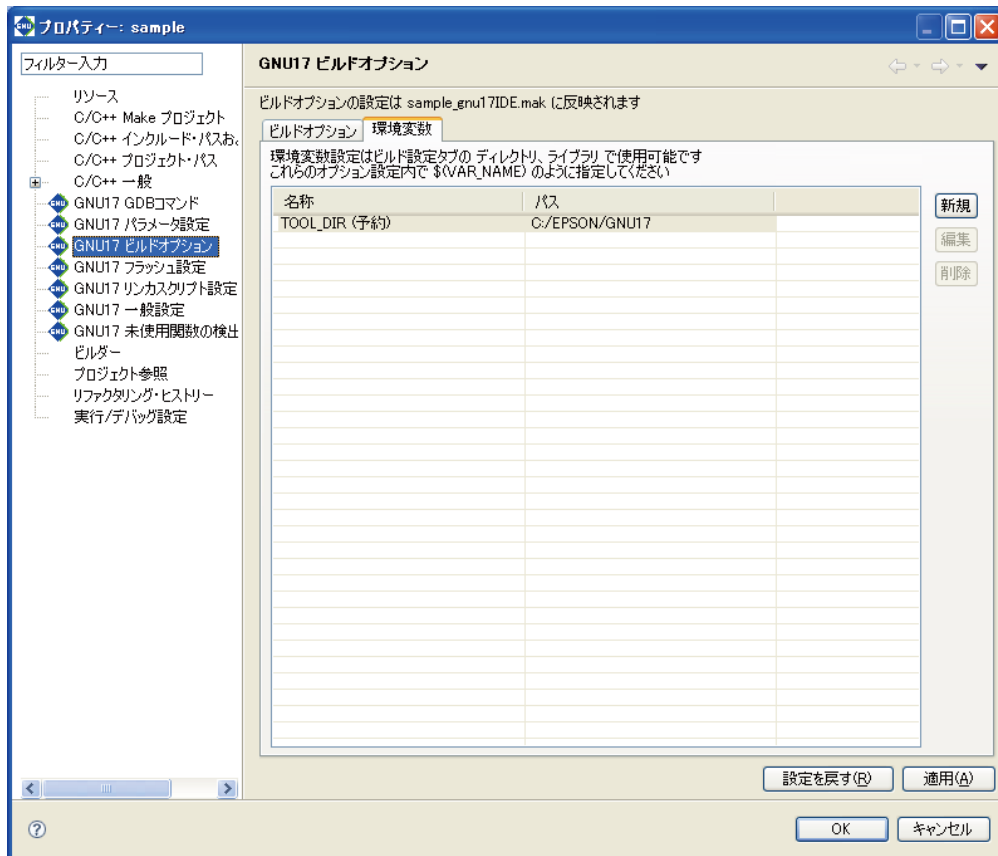 プロパティー: sample
フィルター入力
リソース
C/C++ Make プロジェクト
C/C++ インクルード・パスお。
C/C++ プロジェクト・パス
C/C++ 一般
GNU17 GDBコマンド
GNU17 パラメータ設定
GNU17 ビルドオプション
GNU17 フラッシュ設定
GNU17 リンカスクリプト設定
GNU17 一般設定
GNU17 未使用関数の検出
ビルダー
プロジェクト参照
リファクタリング・ヒストリー
実行/デバッグ設定
GNU17 ビルドオプション
ビルドオプションの設定は sample_gnu17IDE.mak に反映されます
ビルドオプション 環境変数
環境変数設定はビルド設定タブの ディレクトリ、ライブラリ で使用可能です
これらのオプション設定内で $(VAR_NAME) のように指定してください
名称 パス
TOOL_DIR (予約) C:/EPSON/GNU17
新規
編集
削除
設定を戻す(R) 適用(A)
OK キャンセル